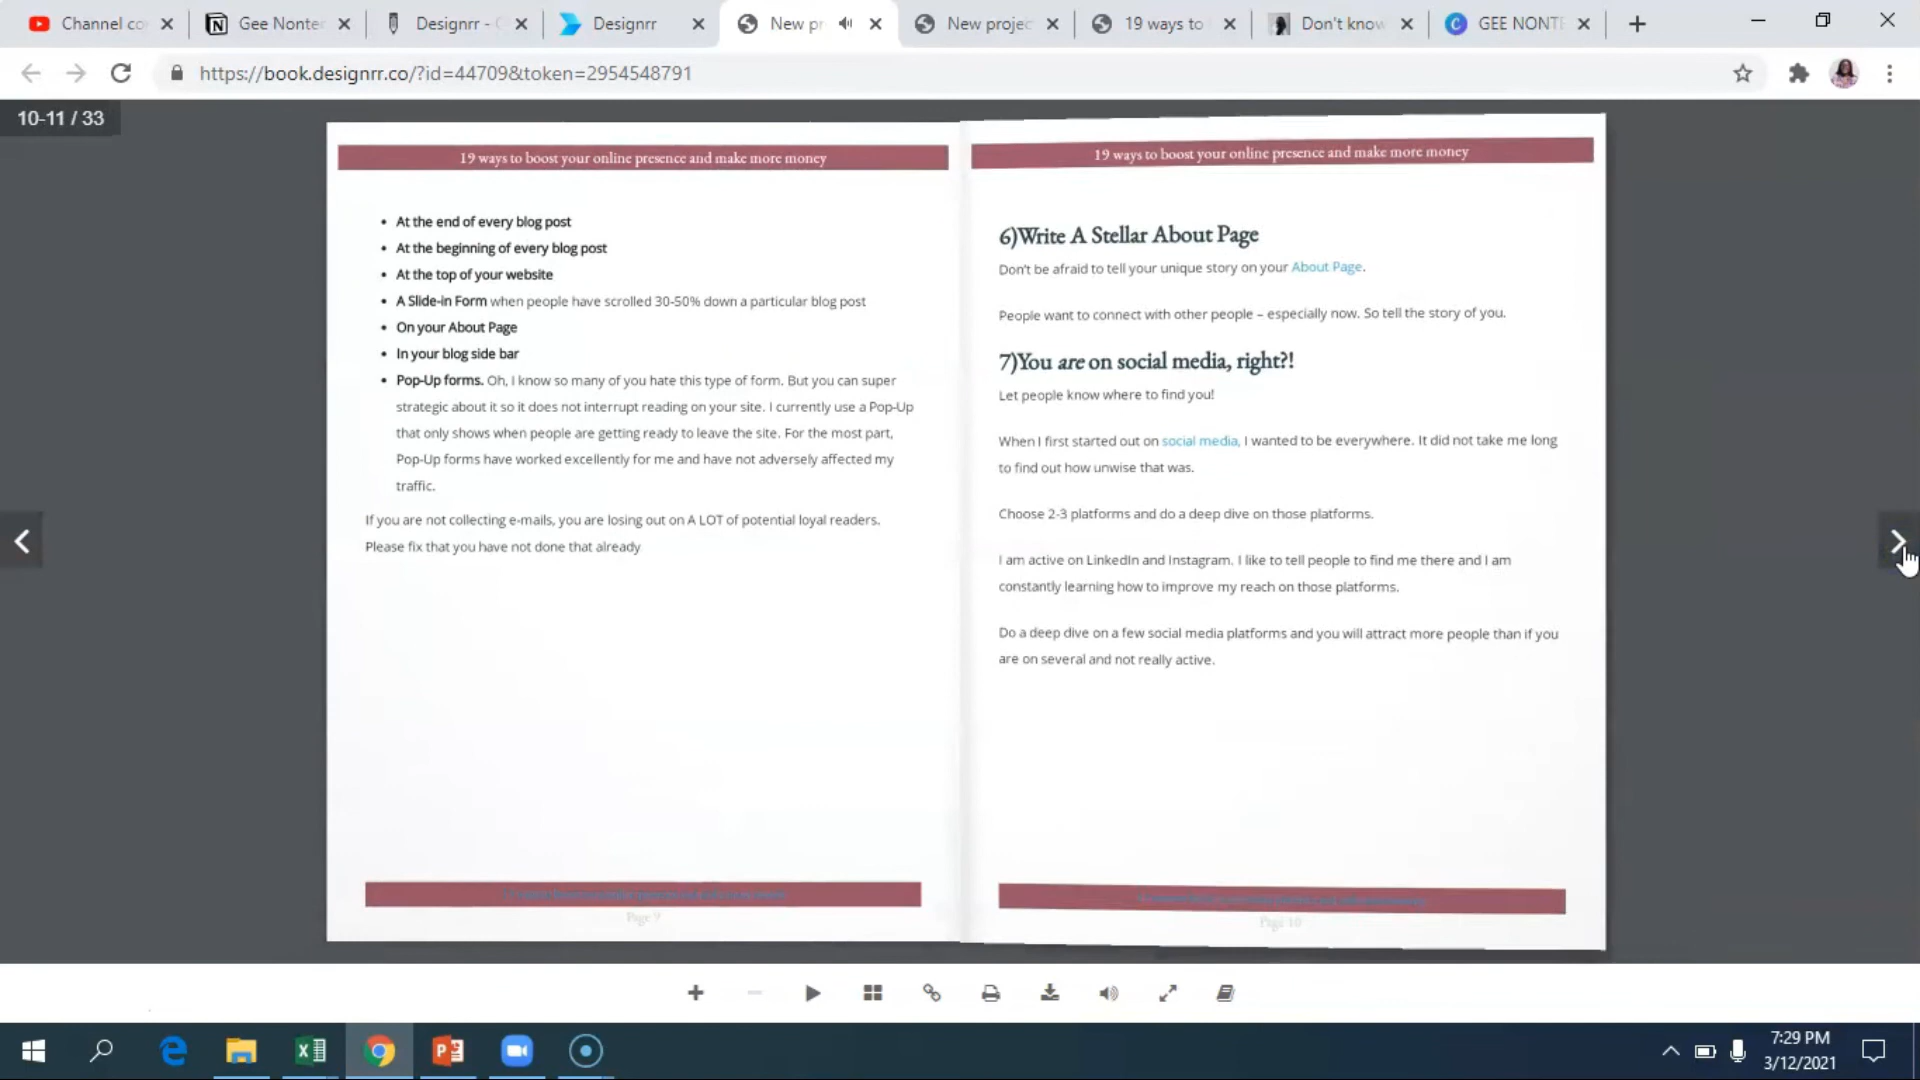 Channel co
Gee Nonte
Designrr - C
Designrr
New pr
New projec
19 ways to
Don't know
GEE NONTE
https://book.designrr.co/?id=44709&token=2954548791
10-11 / 33
19 ways to boost your online presence and make more money
• At the end of every blog post
• At the beginning of every blog post
• At the top of your website
• A Slide-in Form when people have scrolled 30-50% down a particular blog post
• On your About Page
• In your blog side bar
• Pop-Up forms. Oh, I know so many of you hate this type of form. But you can super
strategic about it so it does not interrupt reading on your site. I currently use a Pop-Up
that only shows when people are getting ready to leave the site. For the most part,
Pop-Up forms have worked excellently for me and have not adversely affected my
traffic.
If you are not collecting e-mails, you are losing out on A LOT of potential loyal readers.
Please fix that you have not done that already
Page 9
19 ways to boost your online presence and make more money
6)Write A Stellar About Page
Don't be afraid to tell your unique story on your About Page.
People want to connect with other people – especially now. So tell the story of you.
7)You are on social media, right?!
Let people know where to find you!
When I first started out on social media, I wanted to be everywhere. It did not take me long
to find out how unwise that was.
Choose 2-3 platforms and do a deep dive on those platforms.
I am active on LinkedIn and Instagram. I like to tell people to find me there and I am
constantly learning how to improve my reach on those platforms.
Do a deep dive on a few social media platforms and you will attract more people than if you
are on several and not really active.
Page 10
7:29 PM
3/12/2021